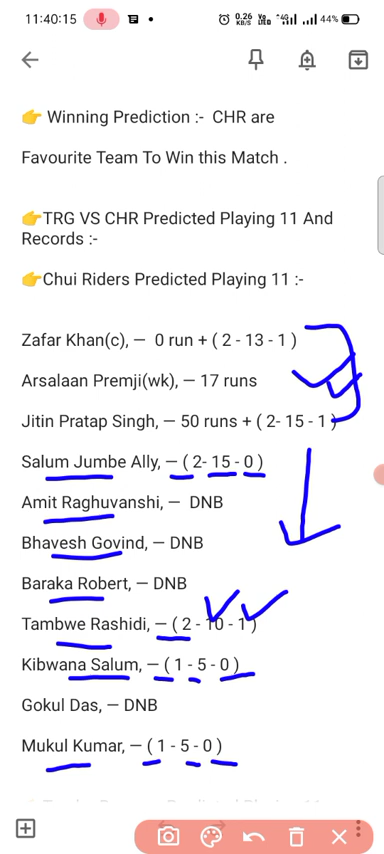 11:40:15 0.26 KB/S Vo LTE 4G 44%
👉 Winning Prediction :- CHR are
Favourite Team To Win this Match .
👉TRG VS CHR Predicted Playing 11 And
Records :-
👉Chui Riders Predicted Playing 11 :-
Zafar Khan(c), — 0 run + ( 2 - 13 - 1 )
Arsalaan Premji(wk), — 17 runs
Jitin Pratap Singh, — 50 runs + ( 2- 15 - 1 )
Salum Jumbe Ally, — ( 2- 15 - 0 )
Amit Raghuvanshi, — DNB
Bhavesh Govind, — DNB
Baraka Robert, — DNB
Tambwe Rashidi, — ( 2 - 10 - 1 )
Kibwana Salum, — ( 1 - 5 - 0 )
Gokul Das, — DNB
Mukul Kumar, — ( 1 - 5 - 0 )